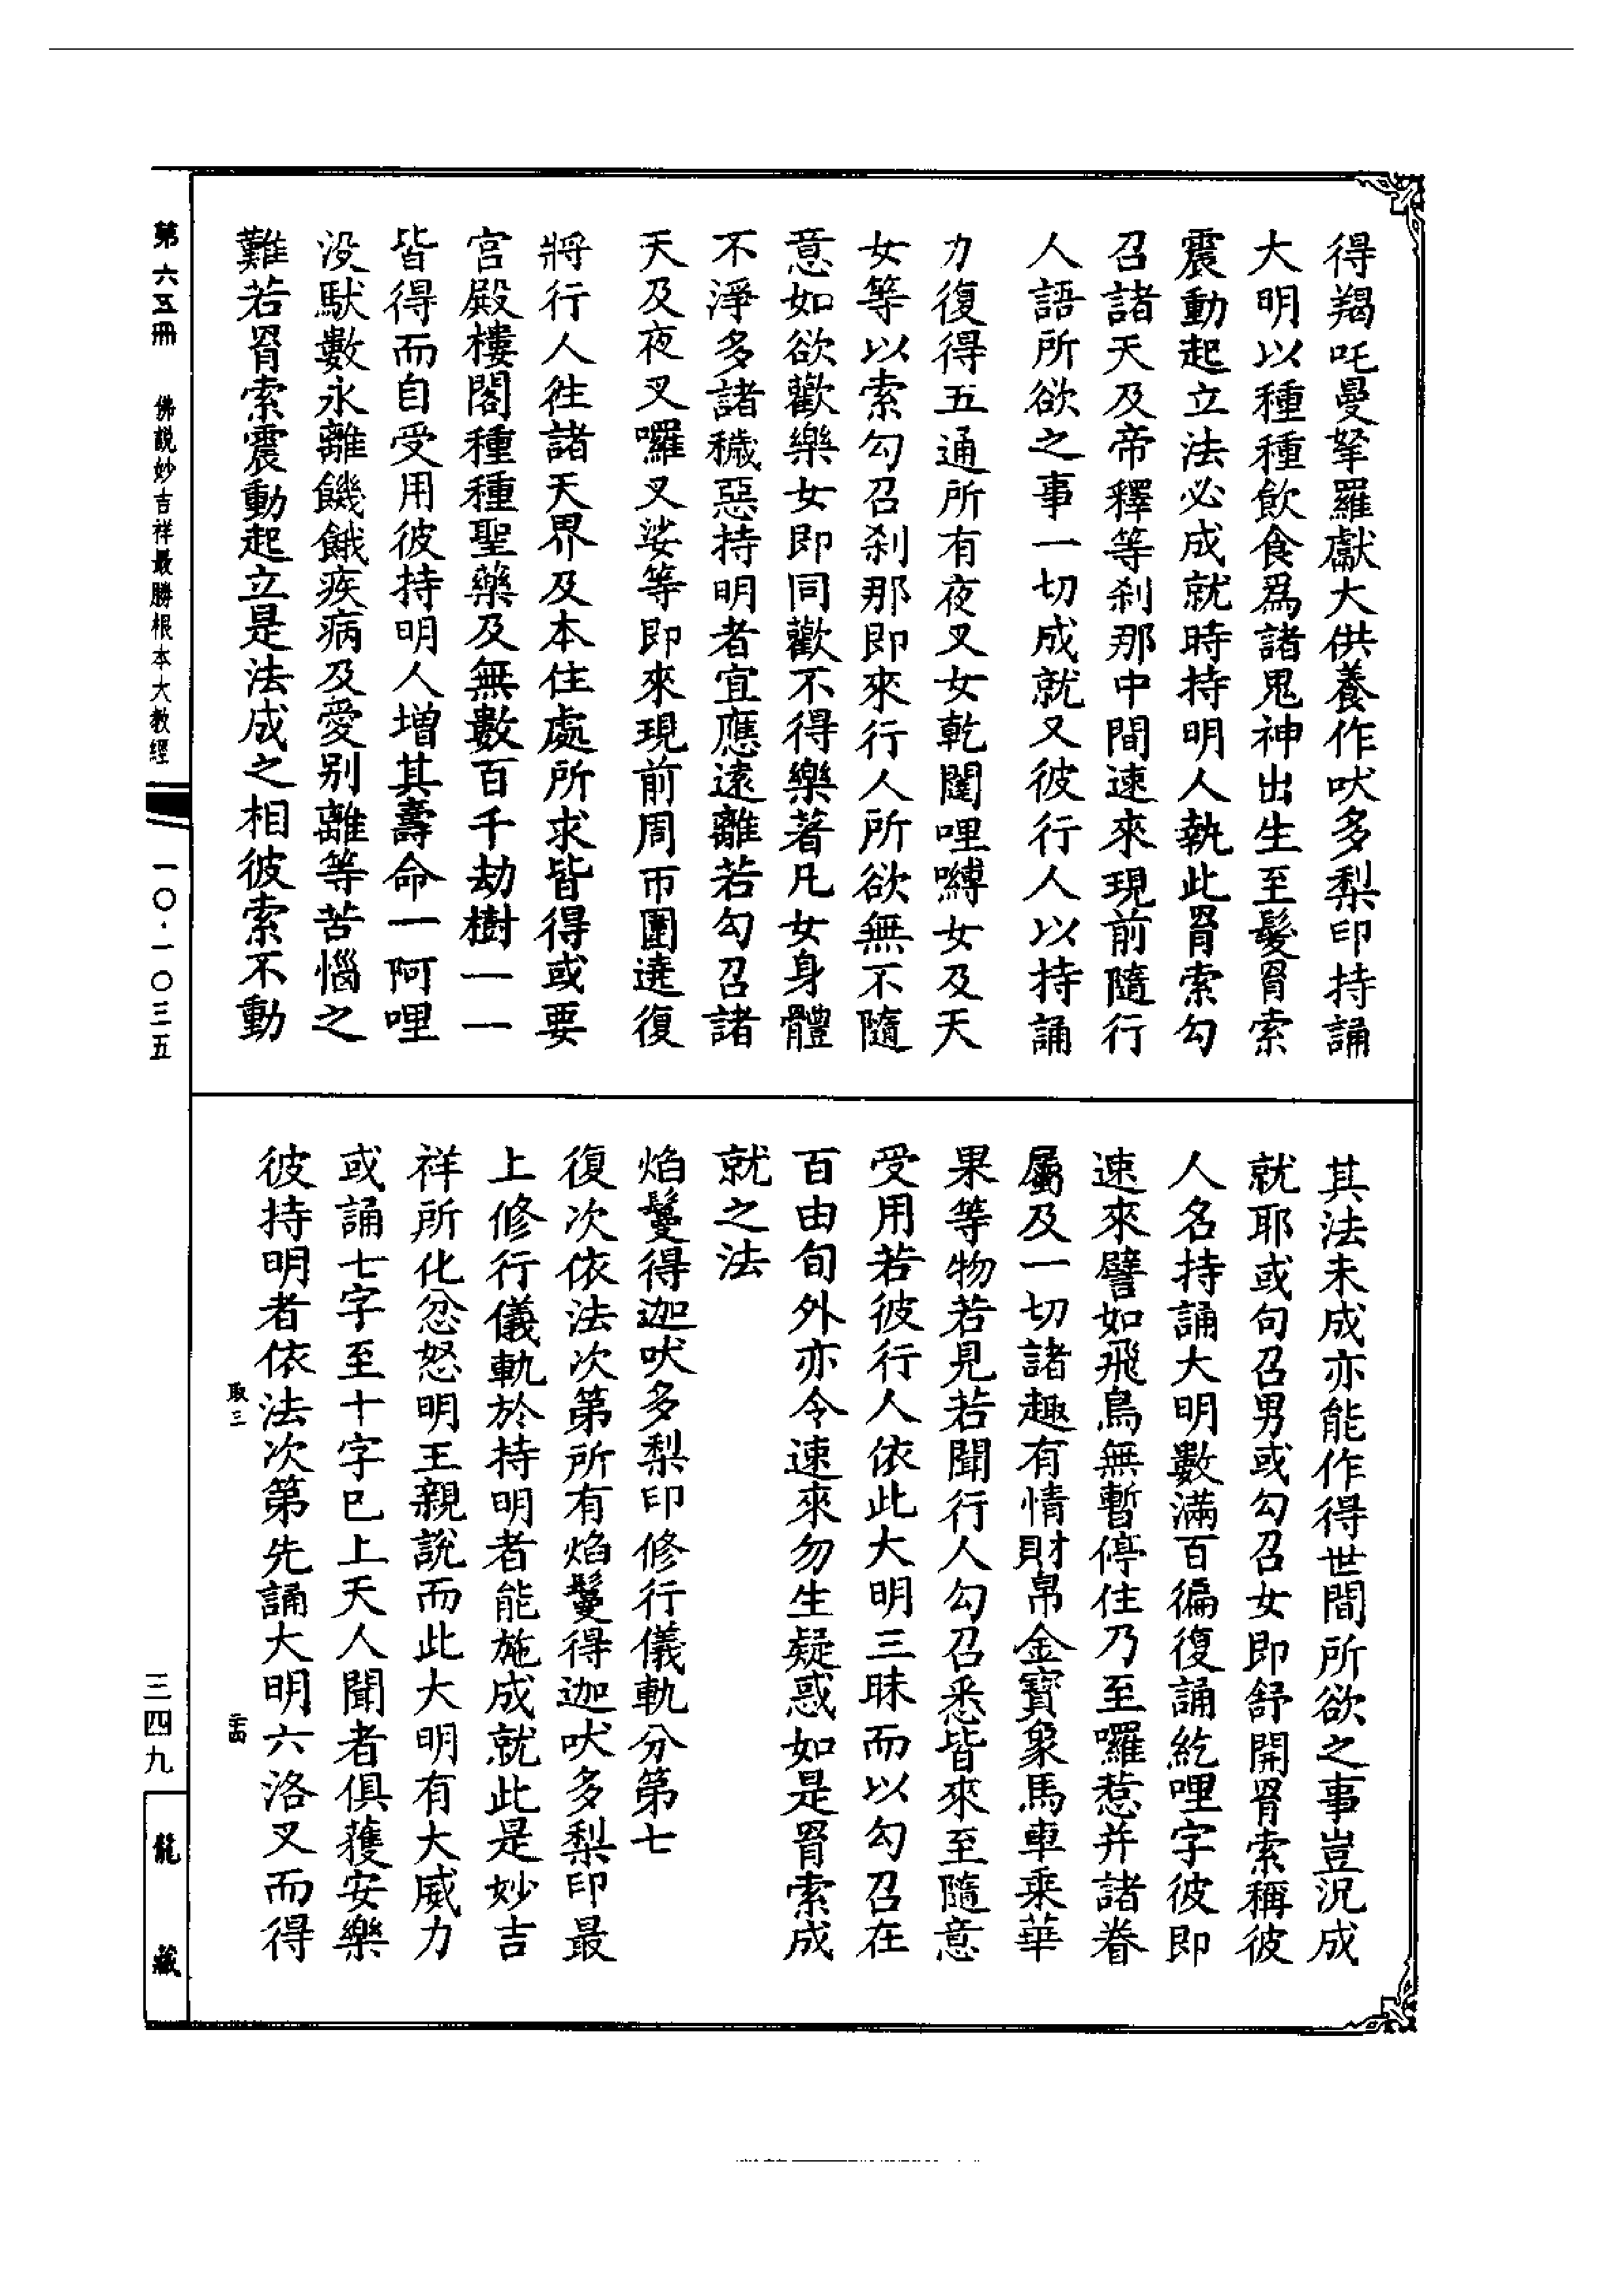 得羯吒曼拏羅獻大供養作吠多梨印持誦
大明以種種飲食爲諸鬼神出生至髮羂索
震動起立法必成就時持明人執此羂索勾
召諸天及帝釋等刹那中間速來現前隨行
人語所欲之事一切成就又彼行人以持誦
力復得五通所有夜叉女乾闥哩嚩女及天
女等以索勾召刹那即來行人所欲無不隨
意如欲歡樂女即同歡不得樂著凡女身體
不淨多諸穢惡持明者宜應遠離若勾召諸
天及夜叉囉叉娑等即來現前周帀圍遶復
將行人徃諸天界及本住處所求皆得或要
宮殿樓閣種種聖藥及無數百千劫樹一一
皆得而自受用彼持明人增其壽命一阿哩
没馱數永離饑餓疾病及愛別離等苦惱之
難若羂索震動起立是法成之相彼索不動
其法未成亦能作得世間所欲之事豈況成
就耶或句召男或勾召女即舒開羂索稱彼
人名持誦大明數滿百徧復誦紇哩字彼即
速來譬如飛鳥無暫停住乃至囉惹并諸眷
屬及一切諸趣有情財帛金寶象馬車乘華
果等物若見若聞行人勾召悉皆來至隨意
受用若彼行人依此大明三昧而以勾召在
百由旬外亦令速來勿生疑惑如是羂索成
就之法
焰鬘得迦吠多梨印修行儀軌分第七
復次依法次第所有焰鬘得迦吠多梨印最
上修行儀軌於持明者能施成就此是妙吉
祥所化忿怒明王親說而此大明有大威力
或誦七字至十字巳上天人聞者俱獲安樂
彼持明者依法次第先誦大明六洛叉而得
取三
第六五冊
佛説妙吉祥最勝根本大教經
一〇·一〇三五
三四九
龍藏